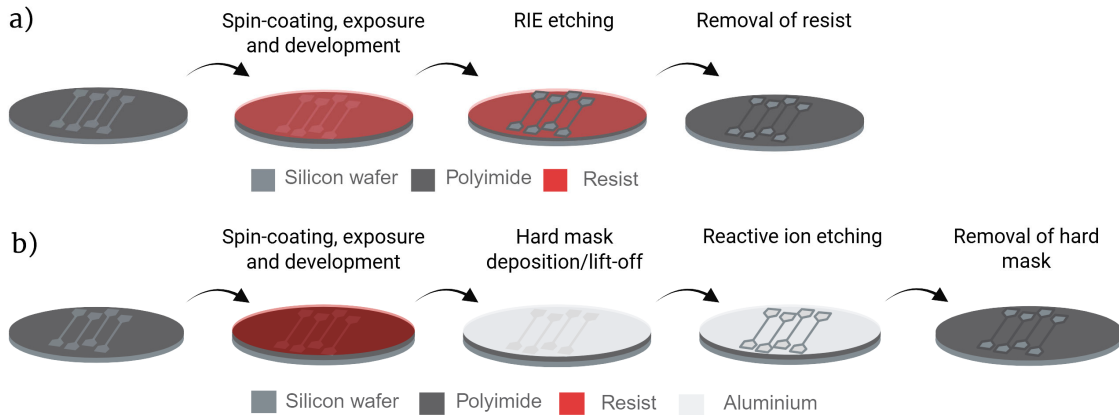 a)
Spin-coating, exposure
and development
RIE etching
Removal of resist
Silicon wafer
Polyimide
Resist
b)
Spin-coating, exposure
and development
Hard mask
deposition/lift-off
Reactive ion etching
Removal of hard
mask
Silicon wafer
Polyimide
Resist
Aluminium